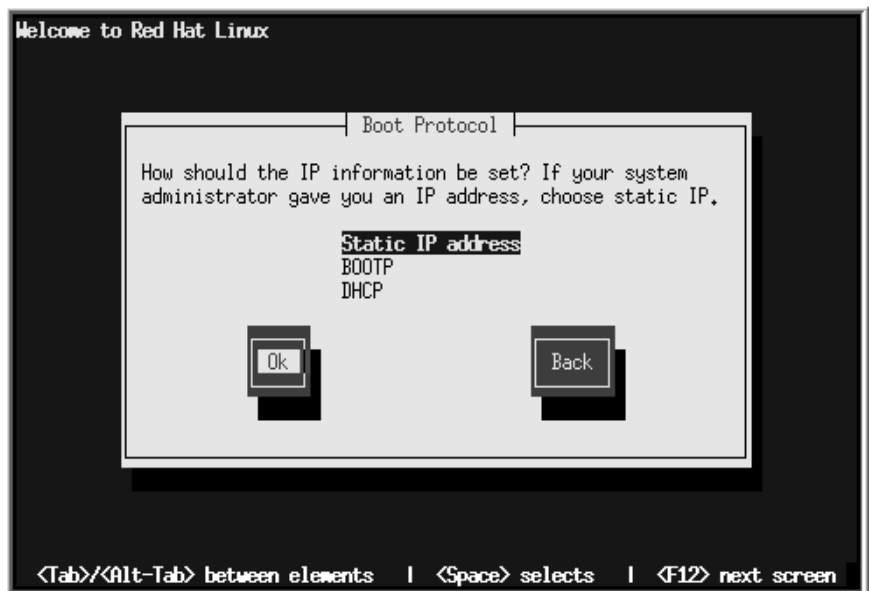 Welcome to Red Hat Linux
Boot Protocol
How should the IP information be set? If your system
administrator gave you an IP address, choose static IP.
Static IP address
BOOTP
DHCP
Ok Back
<Tab>/<Alt-Tab> between elements | <Space> selects | <F12> next screen